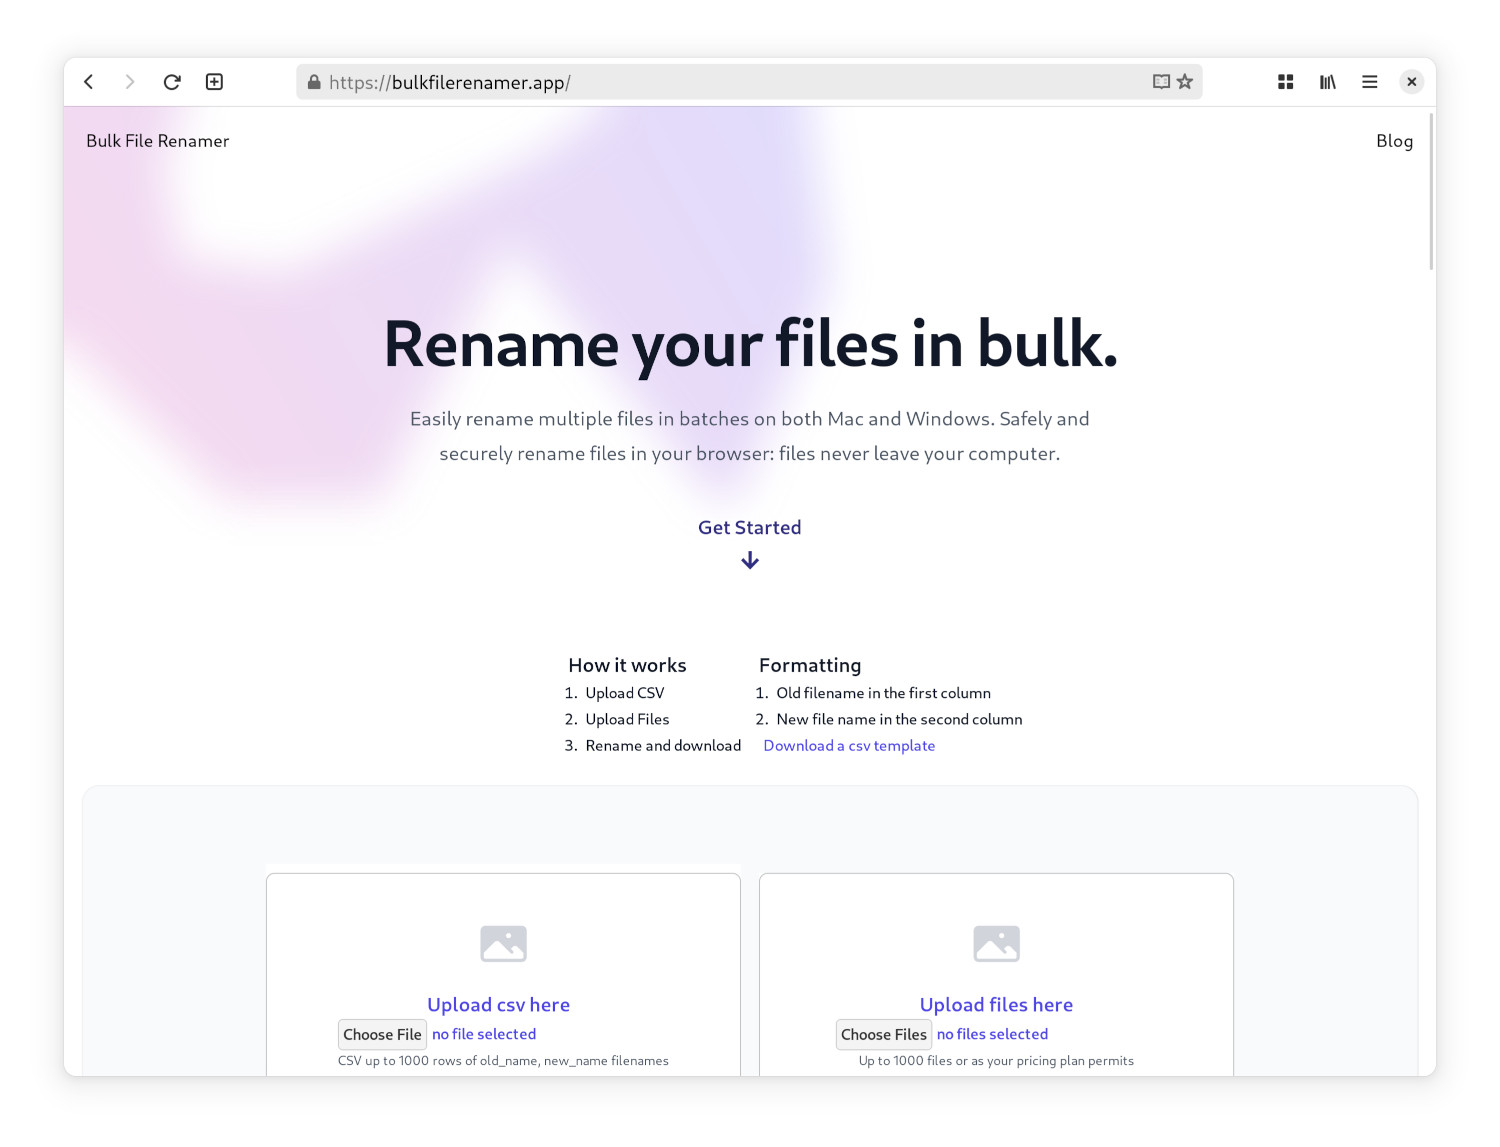 https://bulkfilerenamer.app/
Bulk File Renamer
Blog
Rename your files in bulk.
Easily rename multiple files in batches on both Mac and Windows. Safely and
securely rename files in your browser: files never leave your computer.
Get Started
How it works
1. Upload CSV
2. Upload Files
3. Rename and download
Formatting
1. Old filename in the first column
2. New file name in the second column
Download a csv template
Upload csv here
Choose File no file selected
CSV up to 1000 rows of old_name, new_name filenames
Upload files here
Choose Files no files selected
Up to 1000 files or as your pricing plan permits